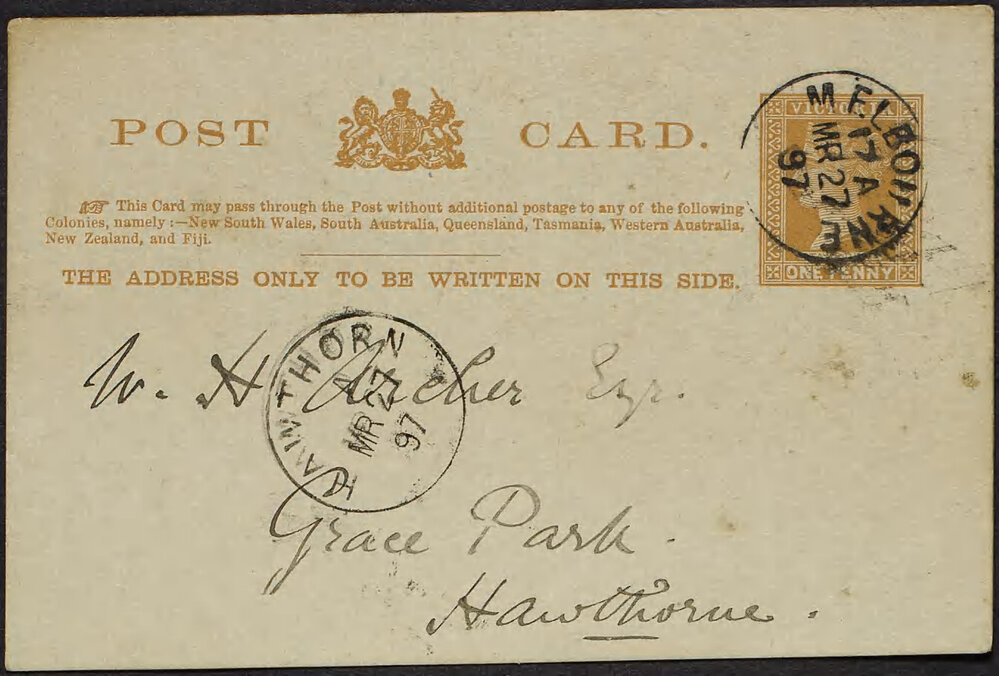 POST CARD.
VICTORIA
MELBOURNE
17 A
MR 27
97
☞ This Card may pass through the Post without additional postage to any of the following
Colonies, namely :—New South Wales, South Australia, Queensland, Tasmania, Western Australia,
New Zealand, and Fiji.
ONE PENNY
THE ADDRESS ONLY TO BE WRITTEN ON THIS SIDE.
HAWTHORN
A
MR 27
97
W. H Archer Esqr.
Grace Park.
Hawthorne.